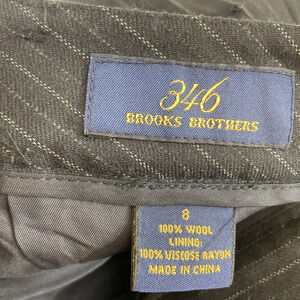 346
BROOKS BROTHERS
8
100% WOOL
LINING:
100% VISCOSE RAYON
MADE IN CHINA